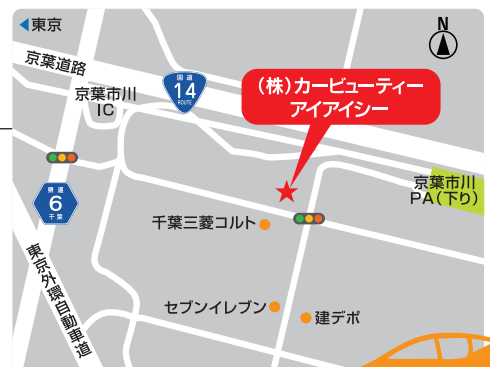 東京
N
京葉道路
国道
14
ROUTE
(株)カービューティー
アイアイシー
京葉市川
IC
京葉市川
PA(下り)
県道
6
千葉
千葉三菱コルト
東京外環自動車道
セブンイレブン
建デポ